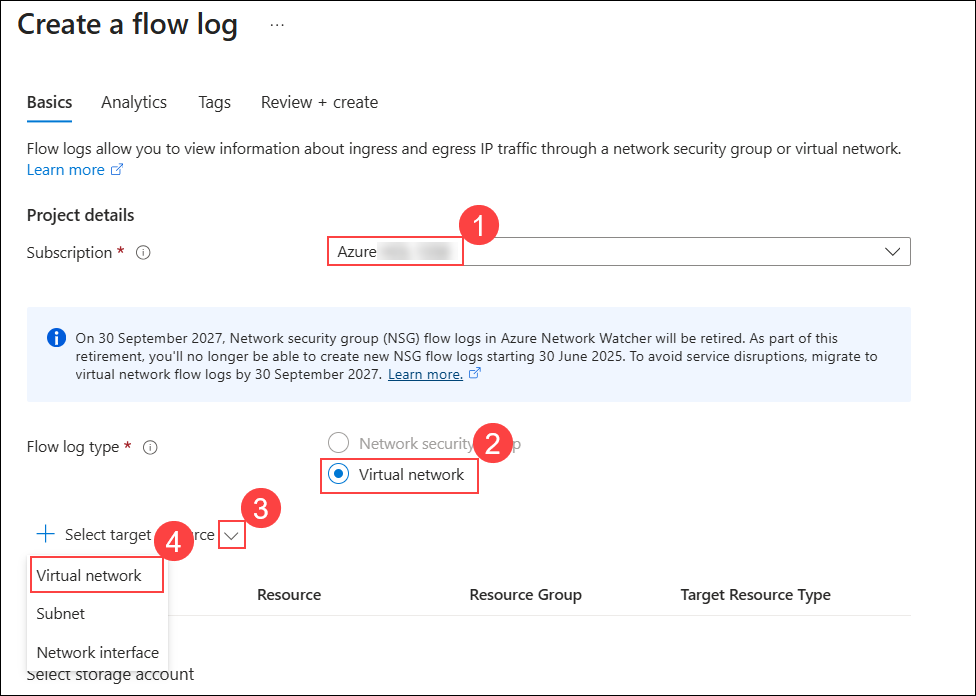 Create a flow log ...
Basics Analytics Tags Review + create
Flow logs allow you to view information about ingress and egress IP traffic through a network security group or virtual network.
Learn more
Project details
Subscription *
1
Azure
On 30 September 2027, Network security group (NSG) flow logs in Azure Network Watcher will be retired. As part of this
retirement, you'll no longer be able to create new NSG flow logs starting 30 June 2025. To avoid service disruptions, migrate to
virtual network flow logs by 30 September 2027. Learn more.
Flow log type *
Network security p
2
Virtual network
3
+ Select target rce
4
Virtual network
Resource Resource Group Target Resource Type
Subnet
Network interface
Select storage account